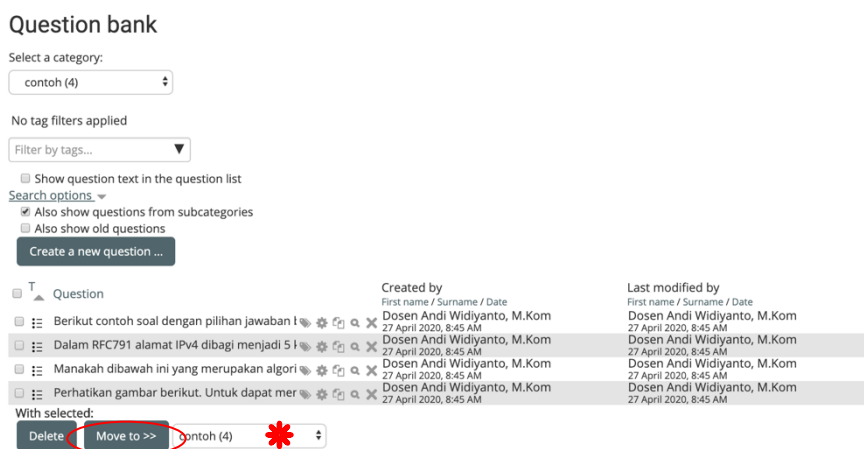 Question bank
Select a category:
contoh (4)
No tag filters applied
Filter by tags...
Show question text in the question list
Search options
Also show questions from subcategories
Also show old questions
Create a new question ...
T Question Created by Last modified by
First name / Surname / Date First name / Surname / Date
Berikut contoh soal dengan pilihan jawaban Dosen Andi Widiyanto, M.Kom Dosen Andi Widiyanto, M.Kom
27 April 2020, 8:45 AM 27 April 2020, 8:45 AM
Dalam RFC791 alamat IPv4 dibagi menjadi 5 Dosen Andi Widiyanto, M.Kom Dosen Andi Widiyanto, M.Kom
27 April 2020, 8:45 AM 27 April 2020, 8:45 AM
Manakah dibawah ini yang merupakan algori Dosen Andi Widiyanto, M.Kom Dosen Andi Widiyanto, M.Kom
27 April 2020, 8:45 AM 27 April 2020, 8:45 AM
Perhatikan gambar berikut. Untuk dapat mer Dosen Andi Widiyanto, M.Kom Dosen Andi Widiyanto, M.Kom
27 April 2020, 8:45 AM 27 April 2020, 8:45 AM
With selected:
Delete Move to >> contoh (4)